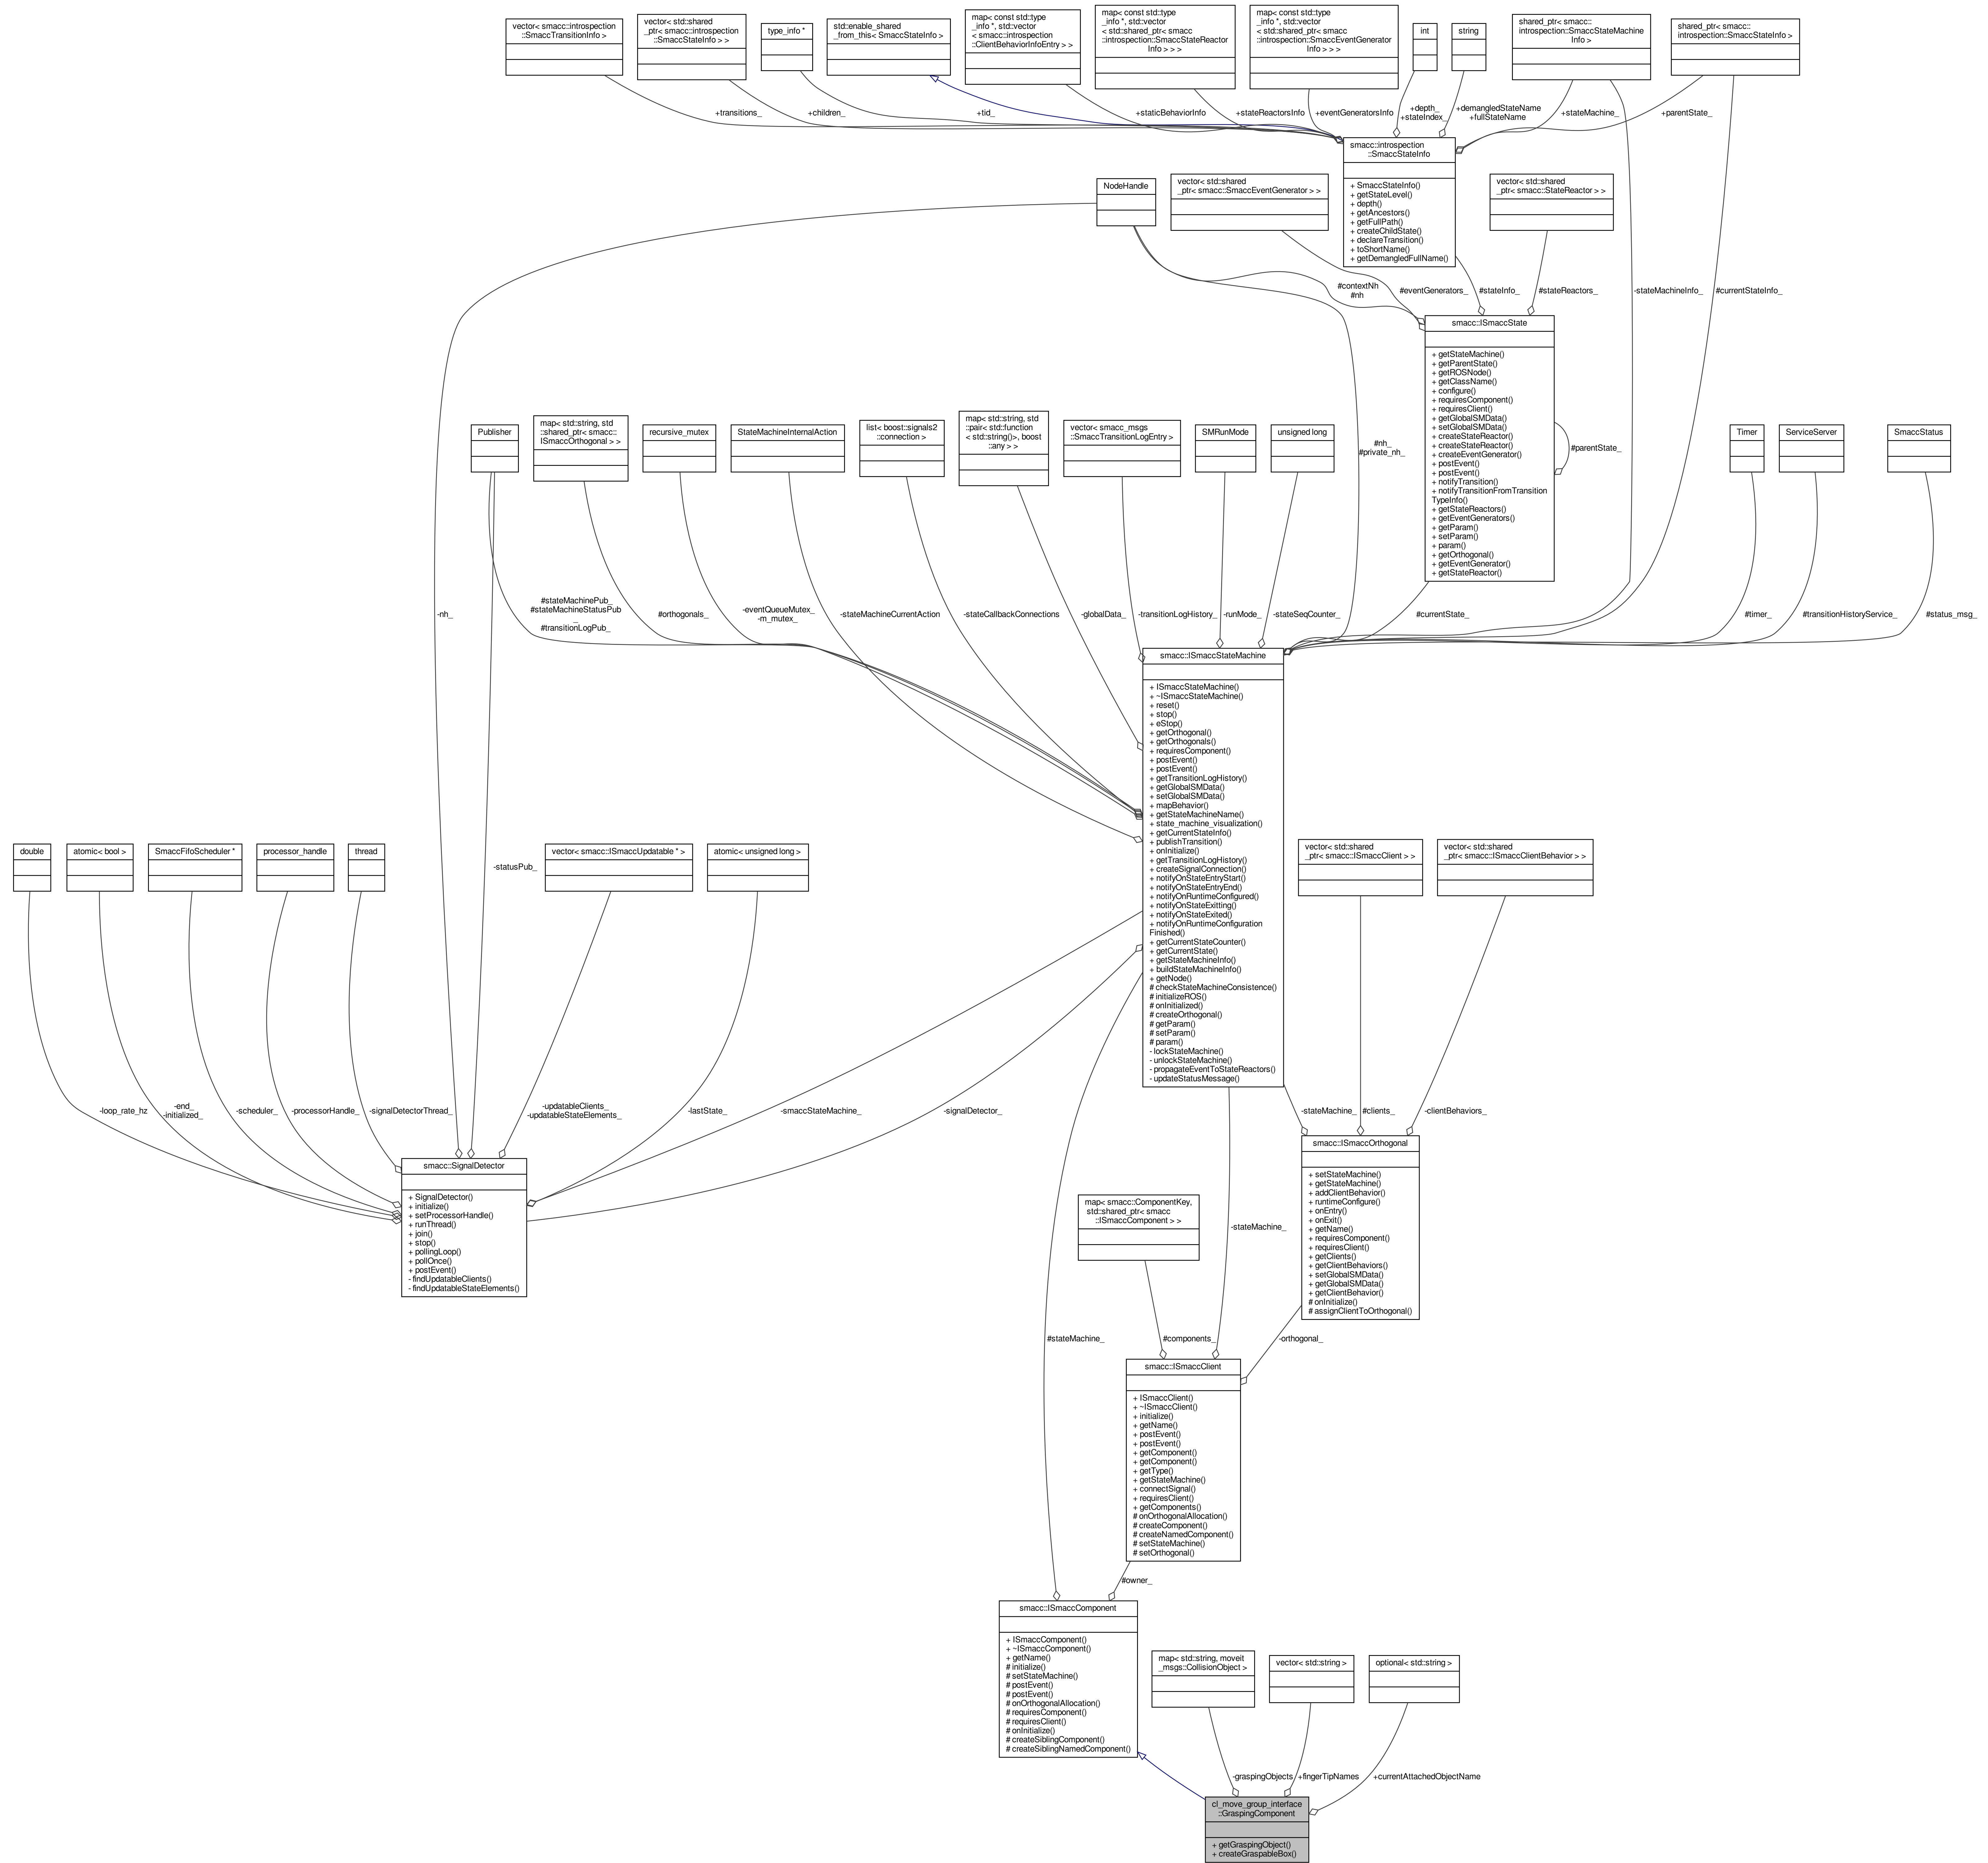 vector< smacc::introspection
::SmaccTransitionInfo >
vector< std::shared
_ptr< smacc::introspection
::SmaccStateInfo > >
type_info *
std::enable_shared
_from_this< SmaccStateInfo >
map< const std::type
_info *, std::vector
< smacc::introspection
::ClientBehaviorInfoEntry > >
map< const std::type
_info *, std::vector
< std::shared_ptr< smacc
::introspection::SmaccStateReactor
Info > > >
map< const std::type
_info *, std::vector
< std::shared_ptr< smacc
::introspection::SmaccEventGenerator
Info > > >
int
string
shared_ptr< smacc::
introspection::SmaccStateMachine
Info >
shared_ptr< smacc::
introspection::SmaccStateInfo >
+transitions_
+children_
+tid_
+staticBehaviorInfo
+stateReactorsInfo
+eventGeneratorsInfo
+depth_
+stateIndex_
+demangledStateName
+fullStateName
+stateMachine_
+parentState_
smacc::introspection
::SmaccStateInfo
+ SmaccStateInfo()
+ getStateLevel()
+ depth()
+ getAncestors()
+ getFullPath()
+ createChildState()
+ declareTransition()
+ toShortName()
+ getDemangledFullName()
NodeHandle
vector< std::shared
_ptr< smacc::SmaccEventGenerator > >
vector< std::shared
_ptr< smacc::StateReactor > >
#contextNh
#nh
#eventGenerators_
#stateInfo_
#stateReactors_
-stateMachineInfo_
#currentStateInfo_
smacc::ISmaccState
+ getStateMachine()
+ getParentState()
+ getROSNode()
+ getClassName()
+ configure()
+ requiresComponent()
+ requiresClient()
+ getGlobalSMData()
+ setGlobalSMData()
+ createStateReactor()
+ createStateReactor()
+ createEventGenerator()
+ postEvent()
+ postEvent()
+ notifyTransition()
+ notifyTransitionFromTransition
TypeInfo()
+ getStateReactors()
+ getEventGenerators()
+ getParam()
+ setParam()
+ param()
+ getOrthogonal()
+ getEventGenerator()
+ getStateReactor()
#parentState_
Publisher
map< std::string, std
::shared_ptr< smacc::
ISmaccOrthogonal > >
recursive_mutex
StateMachineInternalAction
list< boost::signals2
::connection >
map< std::string, std
::pair< std::function
< std::string()>, boost
::any > >
vector< smacc_msgs
::SmaccTransitionLogEntry >
SMRunMode
unsigned long
#nh_
#private_nh_
Timer
ServiceServer
SmaccStatus
-nh_
#stateMachinePub_
#stateMachineStatusPub
_
#transitionLogPub_
#orthogonals_
-eventQueueMutex_
-m_mutex_
-stateMachineCurrentAction
-stateCallbackConnections
-globalData_
-transitionLogHistory_
-runMode_
-stateSeqCounter_
#currentState_
#timer_
#transitionHistoryService_
#status_msg_
smacc::ISmaccStateMachine
+ ISmaccStateMachine()
+ ~ISmaccStateMachine()
+ reset()
+ stop()
+ eStop()
+ getOrthogonal()
+ getOrthogonals()
+ requiresComponent()
+ postEvent()
+ postEvent()
+ getTransitionLogHistory()
+ getGlobalSMData()
+ setGlobalSMData()
+ mapBehavior()
+ getStateMachineName()
+ state_machine_visualization()
+ getCurrentStateInfo()
+ publishTransition()
+ onInitialize()
+ getTransitionLogHistory()
+ createSignalConnection()
+ notifyOnStateEntryStart()
+ notifyOnStateEntryEnd()
+ notifyOnRuntimeConfigured()
+ notifyOnStateExitting()
+ notifyOnStateExited()
+ notifyOnRuntimeConfiguration
Finished()
+ getCurrentStateCounter()
+ getCurrentState()
+ getStateMachineInfo()
+ buildStateMachineInfo()
+ getNode()
# checkStateMachineConsistence()
# initializeROS()
# onInitialized()
# createOrthogonal()
# getParam()
# setParam()
# param()
- lockStateMachine()
- unlockStateMachine()
- propagateEventToStateReactors()
- updateStatusMessage()
double
atomic< bool >
SmaccFifoScheduler *
processor_handle
thread
-statusPub_
vector< smacc::ISmaccUpdatable * >
atomic< unsigned long >
vector< std::shared
_ptr< smacc::ISmaccClient > >
vector< std::shared
_ptr< smacc::ISmaccClientBehavior > >
-loop_rate_hz
-end_
-initialized_
-scheduler_
-processorHandle_
-signalDetectorThread_
-updatableClients_
-updatableStateElements_
-lastState_
-smaccStateMachine_
-signalDetector_
-stateMachine_
#clients_
-clientBehaviors_
smacc::SignalDetector
+ SignalDetector()
+ initialize()
+ setProcessorHandle()
+ runThread()
+ join()
+ stop()
+ pollingLoop()
+ pollOnce()
+ postEvent()
- findUpdatableClients()
- findUpdatableStateElements()
smacc::ISmaccOrthogonal
+ setStateMachine()
+ getStateMachine()
+ addClientBehavior()
+ runtimeConfigure()
+ onEntry()
+ onExit()
+ getName()
+ requiresComponent()
+ requiresClient()
+ getClients()
+ getClientBehaviors()
+ setGlobalSMData()
+ getGlobalSMData()
+ getClientBehavior()
# onInitialize()
# assignClientToOrthogonal()
map< smacc::ComponentKey,
std::shared_ptr< smacc
::ISmaccComponent > >
-stateMachine_
#stateMachine_
#components_
-orthogonal_
smacc::ISmaccClient
+ ISmaccClient()
+ ~ISmaccClient()
+ initialize()
+ getName()
+ postEvent()
+ postEvent()
+ getComponent()
+ getComponent()
+ getType()
+ getStateMachine()
+ connectSignal()
+ requiresClient()
+ getComponents()
# onOrthogonalAllocation()
# createComponent()
# createNamedComponent()
# setStateMachine()
# setOrthogonal()
#owner_
smacc::ISmaccComponent
+ ISmaccComponent()
+ ~ISmaccComponent()
+ getName()
# initialize()
# setStateMachine()
# postEvent()
# postEvent()
# onOrthogonalAllocation()
# requiresComponent()
# requiresClient()
# onInitialize()
# createSiblingComponent()
# createSiblingNamedComponent()
map< std::string, moveit
_msgs::CollisionObject >
vector< std::string >
optional< std::string >
-graspingObjects
+fingerTipNames
+currentAttachedObjectName
cl_move_group_interface
::GraspingComponent
+ getGraspingObject()
+ createGraspableBox()